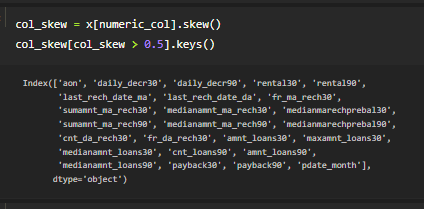 col_skew = x[numeric_col].skew()
col_skew[col_skew > 0.5].keys()
Index(['aon', 'daily_decr30', 'daily_decr90', 'rental30', 'rental90',
'last_rech_date_ma', 'last_rech_date_da', 'fr_ma_rech30',
'sumamnt_ma_rech30', 'medianamnt_ma_rech30', 'medianmarechprebal30',
'sumamnt_ma_rech90', 'medianamnt_ma_rech90', 'medianmarechprebal90',
'cnt_da_rech30', 'fr_da_rech30', 'amnt_loans30', 'maxamnt_loans30',
'medianamnt_loans30', 'cnt_loans90', 'amnt_loans90',
'medianamnt_loans90', 'payback30', 'payback90', 'pdate_month'],
dtype='object')